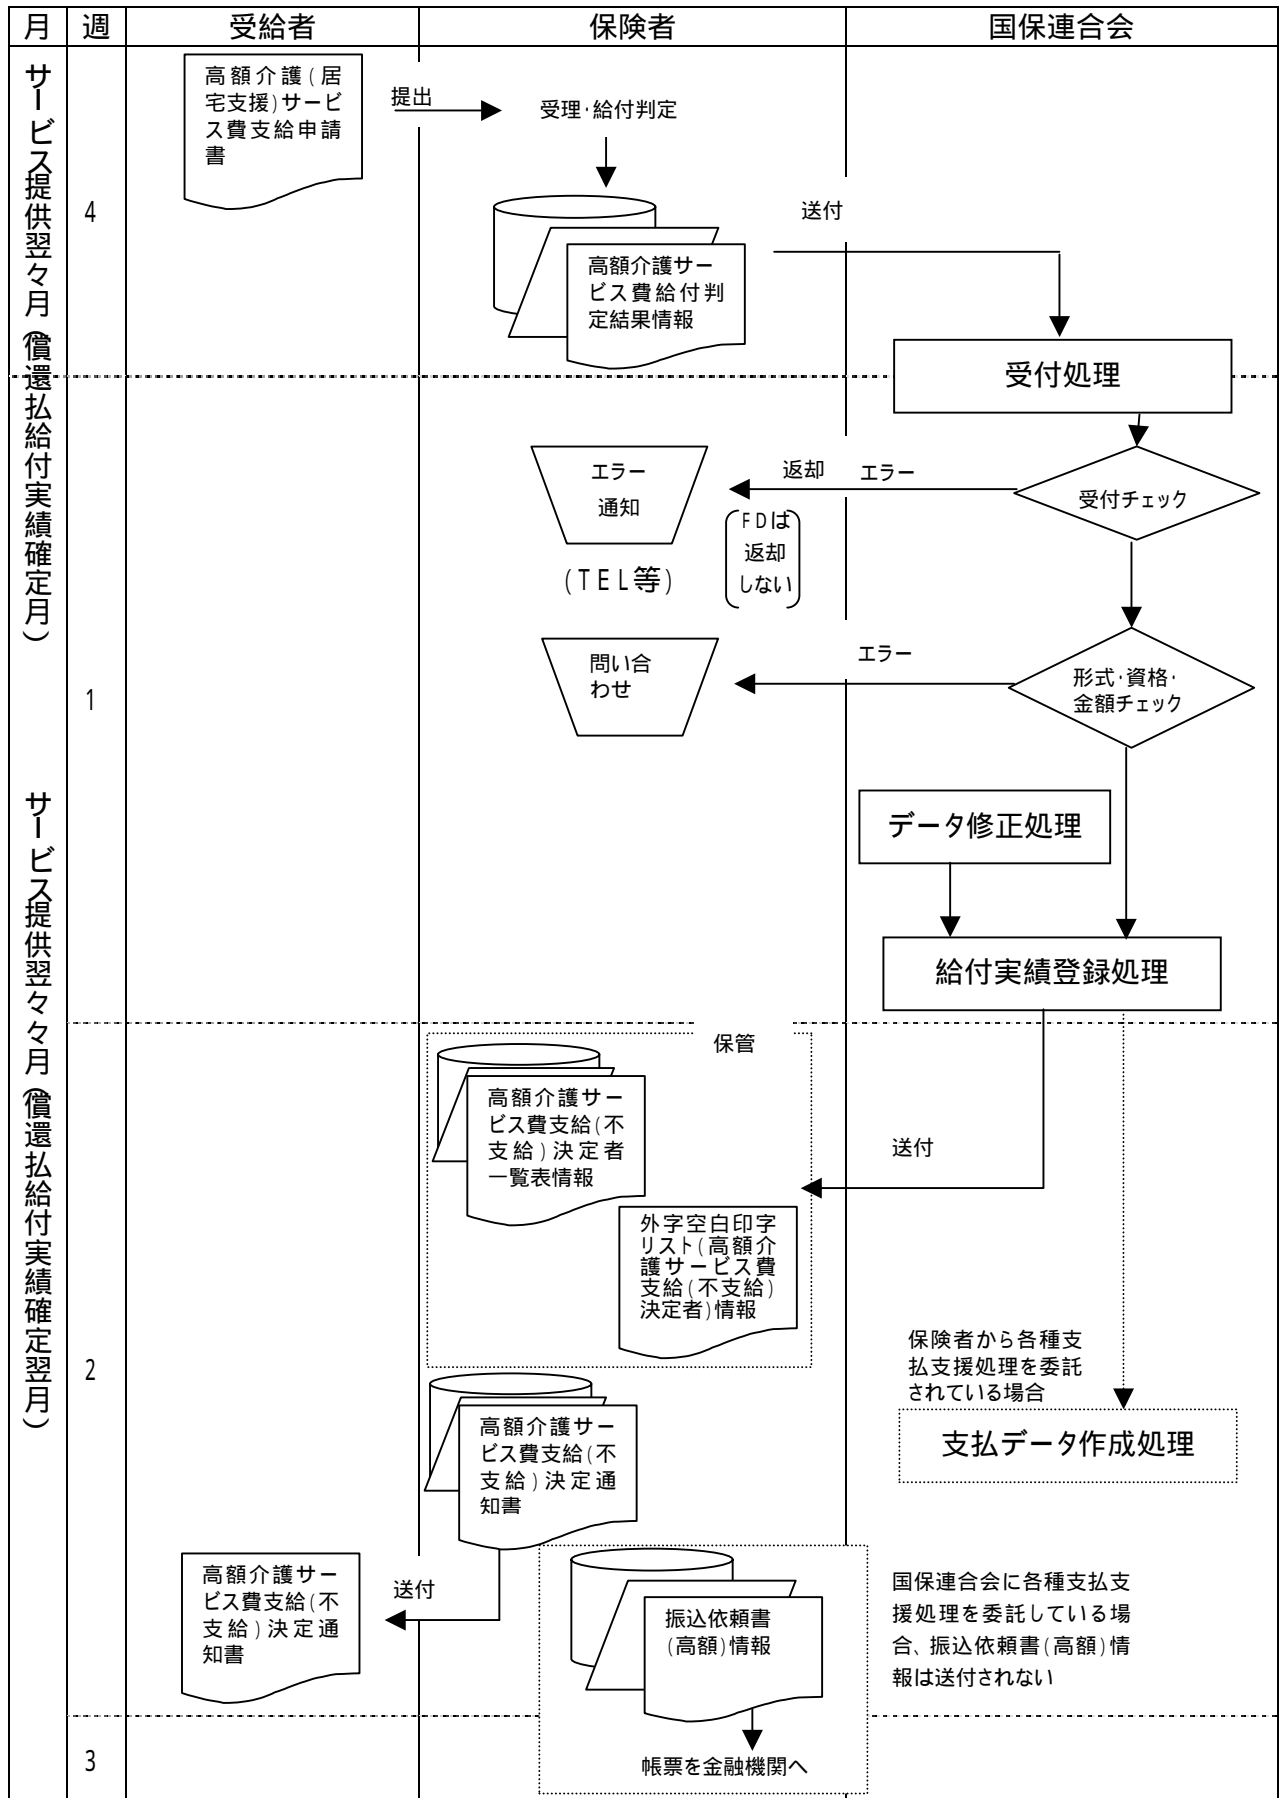 月 週 受給者 保険者 国保連合会
サービス提供翌々月(償還払給付実績確定月)
4
高額介護(居
宅支援)サービ
ス費支給申請
書
提出
受理・給付判定
送付
高額介護サー
ビス費給付判
定結果情報
受付処理
1
エラー
通知
返却 エラー
受付チェック
FDは
返却
しない
(TEL等)
問い合
わせ
エラー
形式・資格・
金額チェック
データ修正処理
給付実績登録処理
サービス提供翌々々月(償還払給付実績確定翌月)
2
保管
高額介護サー
ビス費支給(不
支給)決定者
一覧表情報
送付
外字空白印字
リスト(高額介
護サービス費
支給(不支給)
決定者)情報
保険者から各種支
払支援処理を委託
されている場合
支払データ作成処理
高額介護サー
ビス費支給(不
支給)決定通
知書
高額介護サー
ビス費支給(不
支給)決定通
知書
送付
振込依頼書
(高額)情報
国保連合会に各種支払支
援処理を委託している場
合、振込依頼書(高額)情
報は送付されない
3
帳票を金融機関へ